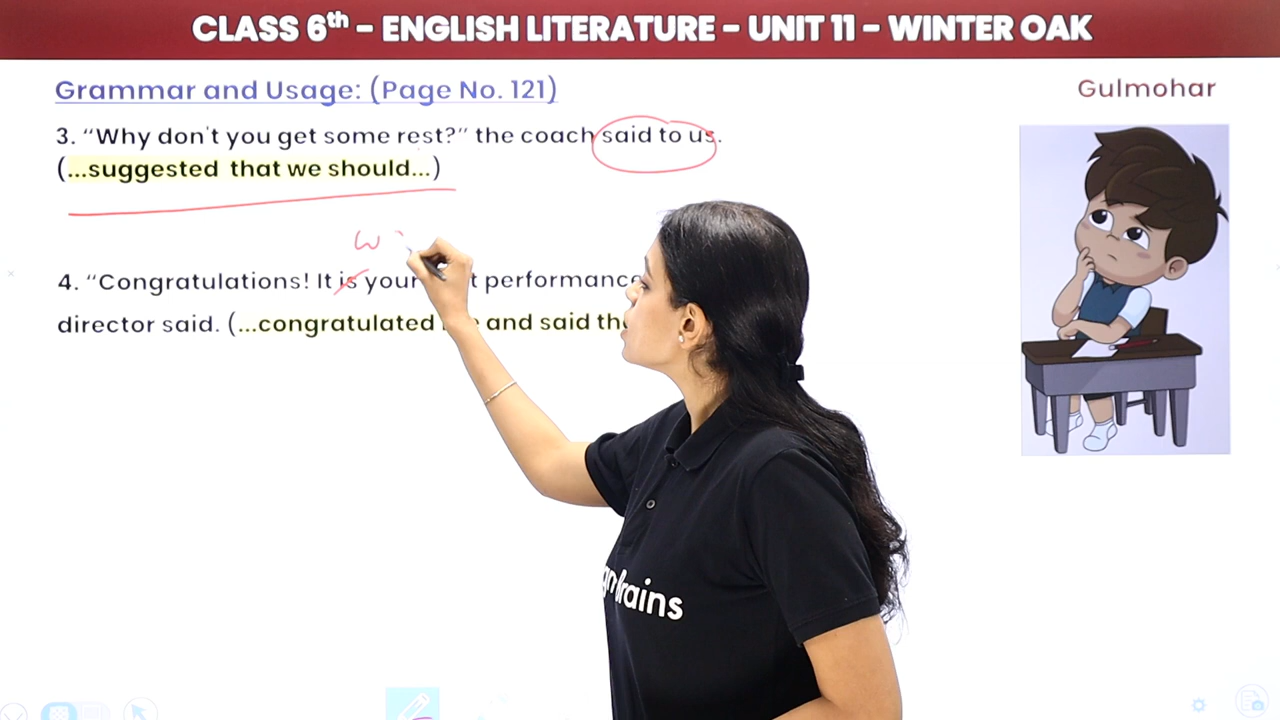 CLASS 6th - ENGLISH LITERATURE - UNIT 11 - WINTER OAK
Grammar and Usage: (Page No. 121)
Gulmohar
3. “Why don't you get some rest?” the coach said to us.
(...suggested that we should...)
4. “Congratulations! It is your performance
director said. (...congratulated and said
rains